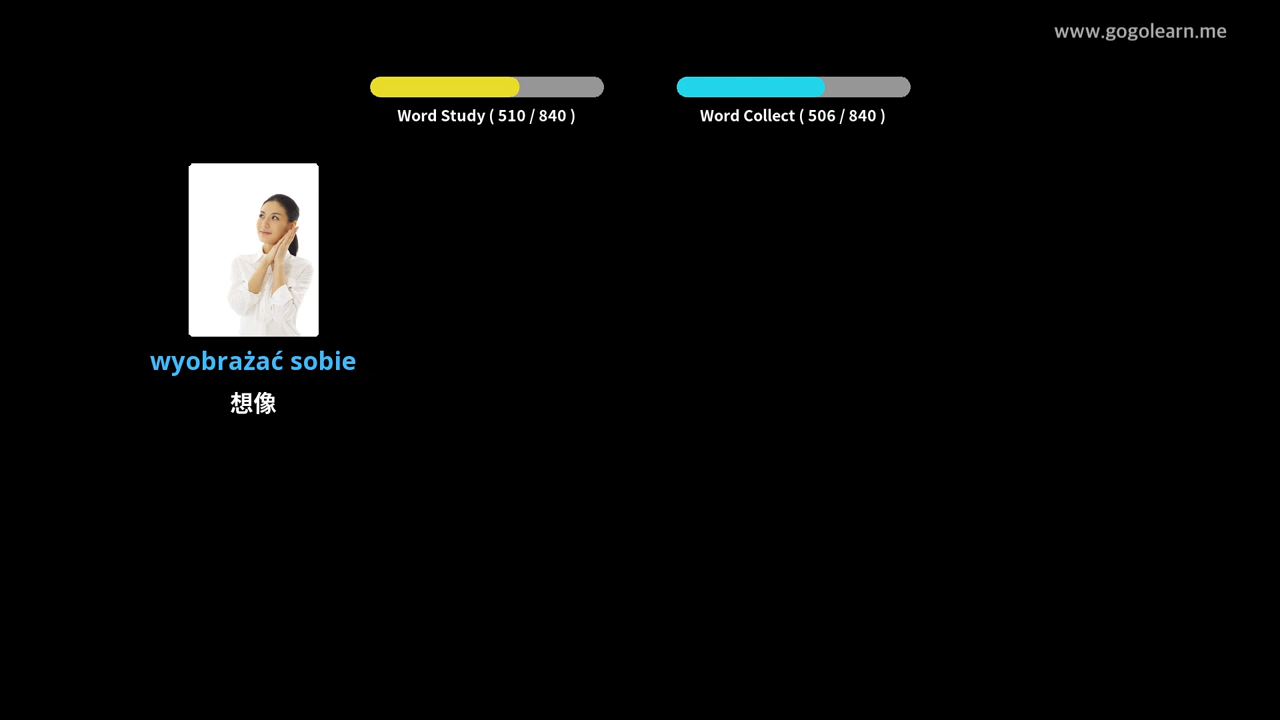 www.gogolearn.me
Word Study ( 510 / 840 )
Word Collect ( 506 / 840 )
wyobrażać sobie
想像